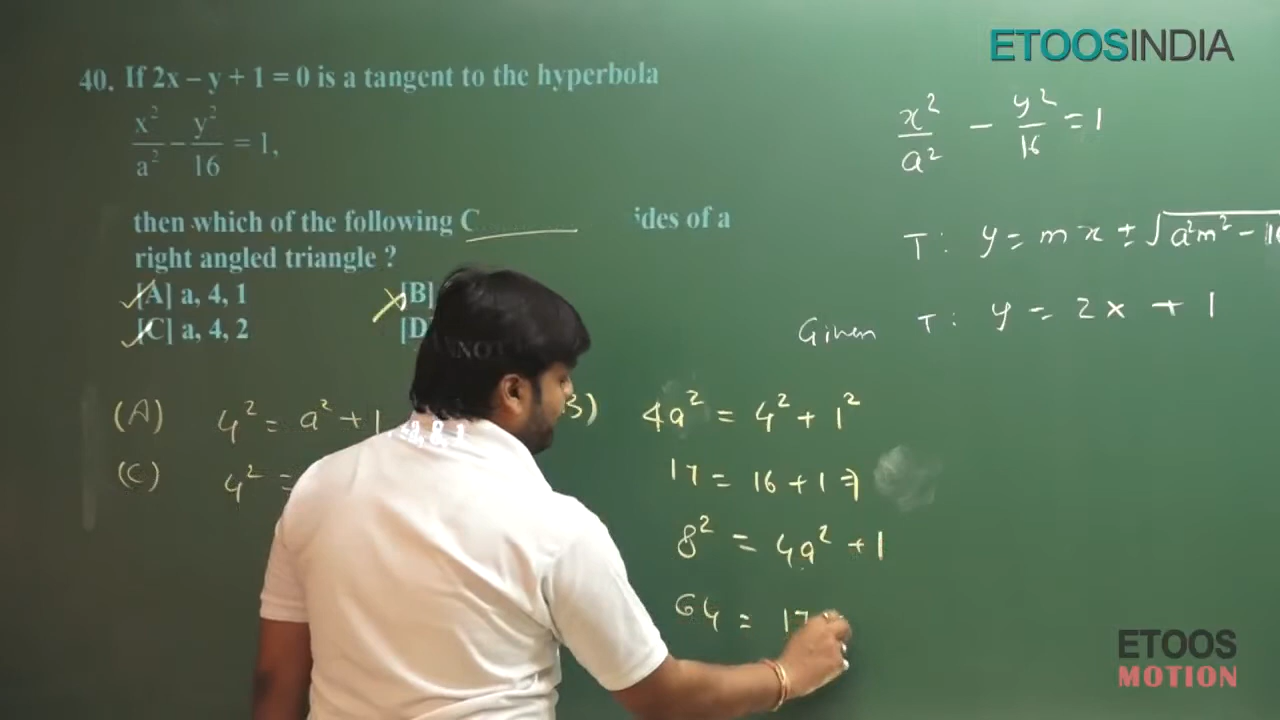 ETOOSINDIA
40. If 2x – y + 1 = 0 is a tangent to the hyperbola
x²/a² – y²/16 = 1,
then which of the following C ides of a
right angled triangle ?
[A] a, 4, 1 [B]
[C] a, 4, 2 [D] NOT
x²/a² – y²/16 = 1
T: y = mx ± √a²m² – 16
Given T: y = 2x + 1
(A) 4² = a² + 1
(C) 4² =
B) 4a² = 4² + 1²
17 = 16 + 1 ⇒
8² = 4a² + 1
64 = 17
ETOOS
MOTION